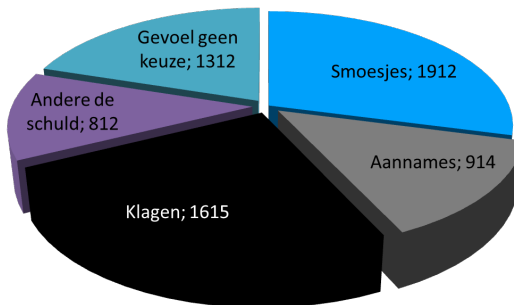 Gevoel geen
keuze; 1312
Smoesjes; 1912
Andere de
schuld; 812
Aannames; 914
Klagen; 1615